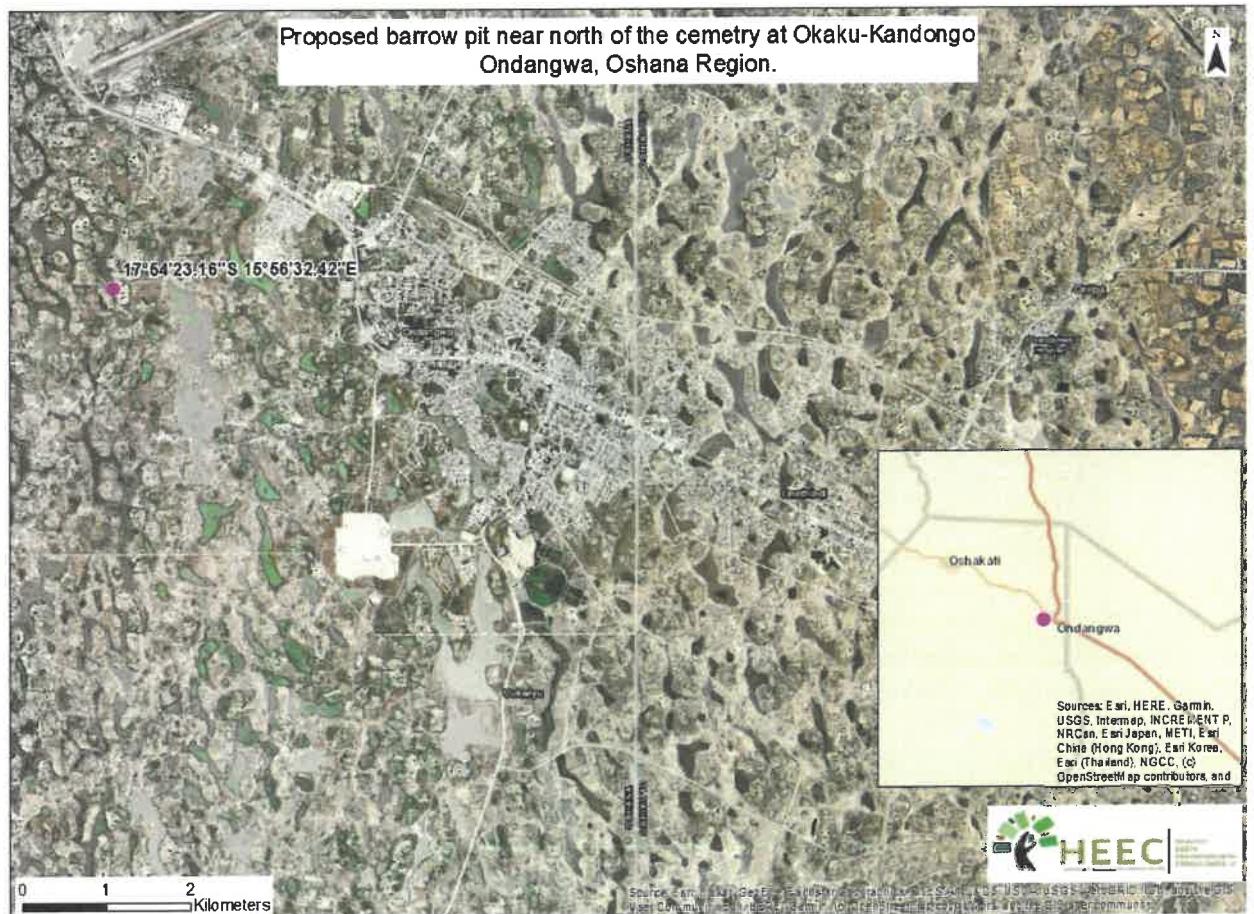 Proposed barrow pit near north of the cemetry at Okaku-Kandongo
Ondangwa, Oshana Region.
N
17°54'23.16"S 15°56'32.42"E
Ondangwa
Oshakati
Ondangwa
Sources: Esri, HERE, Garmin,
USGS, Intermap, INCREMENT P,
NRCan, Esri Japan, METI, Esri
China (Hong Kong), Esri Korea,
Esri (Thailand), NGCC, (c)
OpenStreetMap contributors, and
HEEC
0 1 2
Kilometers